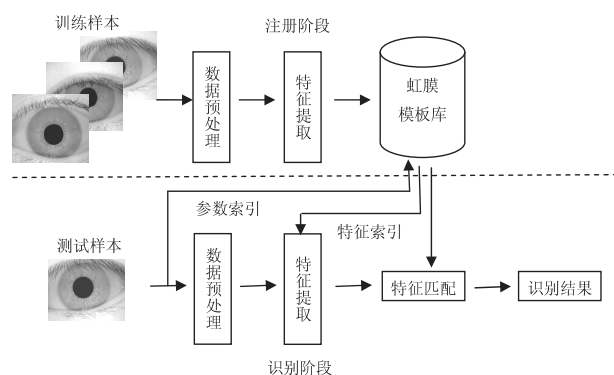 训练样本
注册阶段
数据预处理
特征提取
虹膜
模板库
参数索引
特征索引
测试样本
数据预处理
特征提取
特征匹配
识别结果
识别阶段